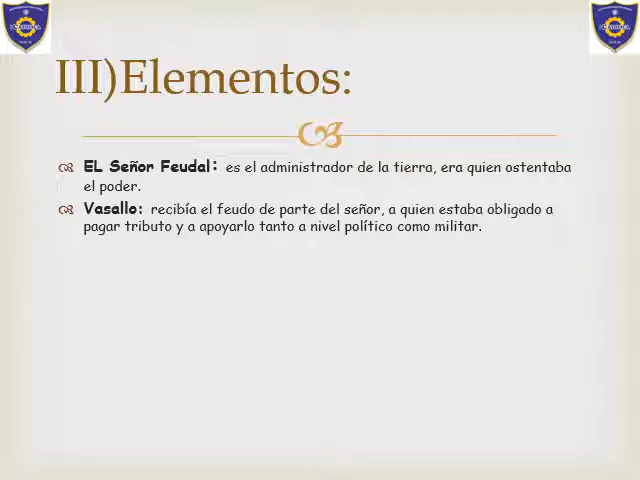 III)Elementos:
EL Señor Feudal: es el administrador de la tierra, era quien ostentaba
el poder.
Vasallo: recibía el feudo de parte del señor, a quien estaba obligado a
pagar tributo y a apoyarlo tanto a nivel político como militar.